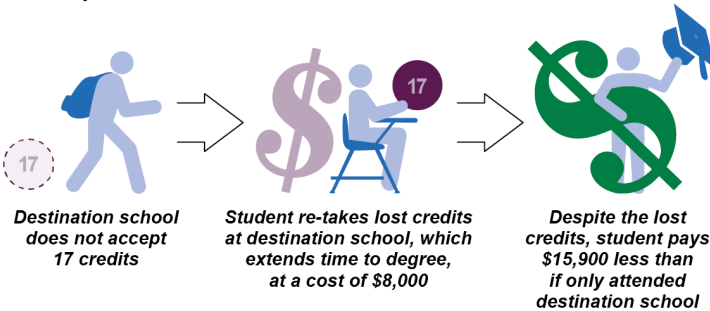 17
17
Destination school
does not accept
17 credits
Student re-takes lost credits
at destination school, which
extends time to degree,
at a cost of $8,000
Despite the lost
credits, student pays
$15,900 less than
if only attended
destination school